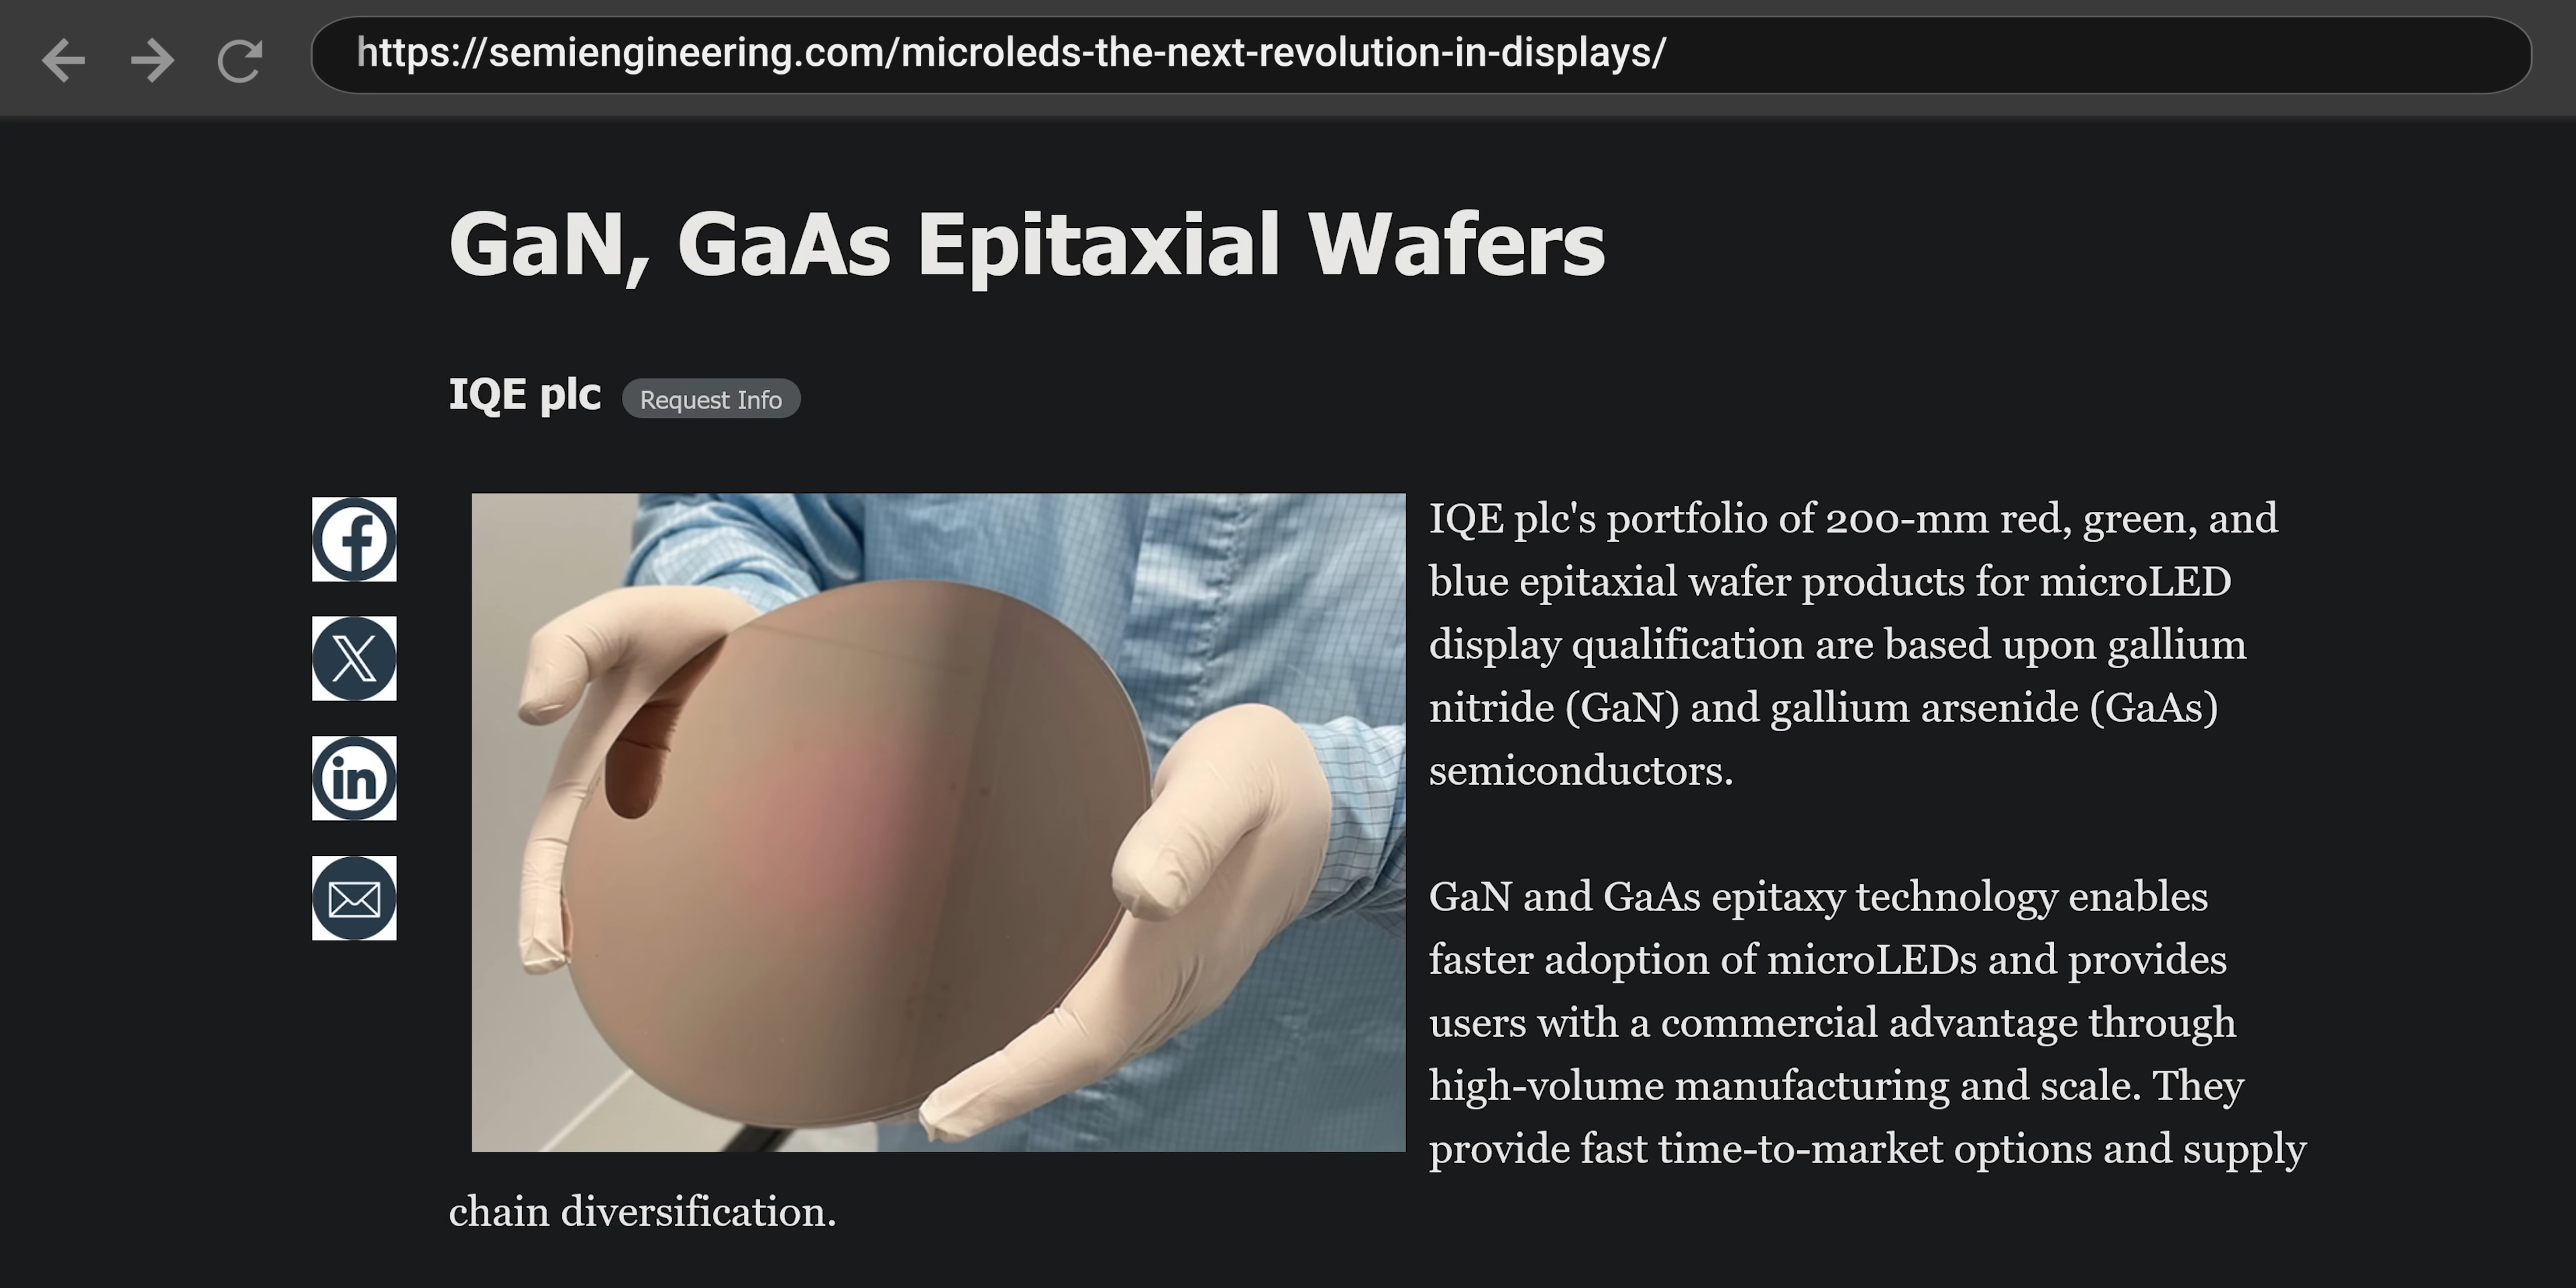 https://semiengineering.com/microleds-the-next-revolution-in-displays/
GaN, GaAs Epitaxial Wafers
IQE plc
Request Info
f
X
in
IQE plc's portfolio of 200-mm red, green, and
blue epitaxial wafer products for microLED
display qualification are based upon gallium
nitride (GaN) and gallium arsenide (GaAs)
semiconductors.
GaN and GaAs epitaxy technology enables
faster adoption of microLEDs and provides
users with a commercial advantage through
high-volume manufacturing and scale. They
provide fast time-to-market options and supply
chain diversification.